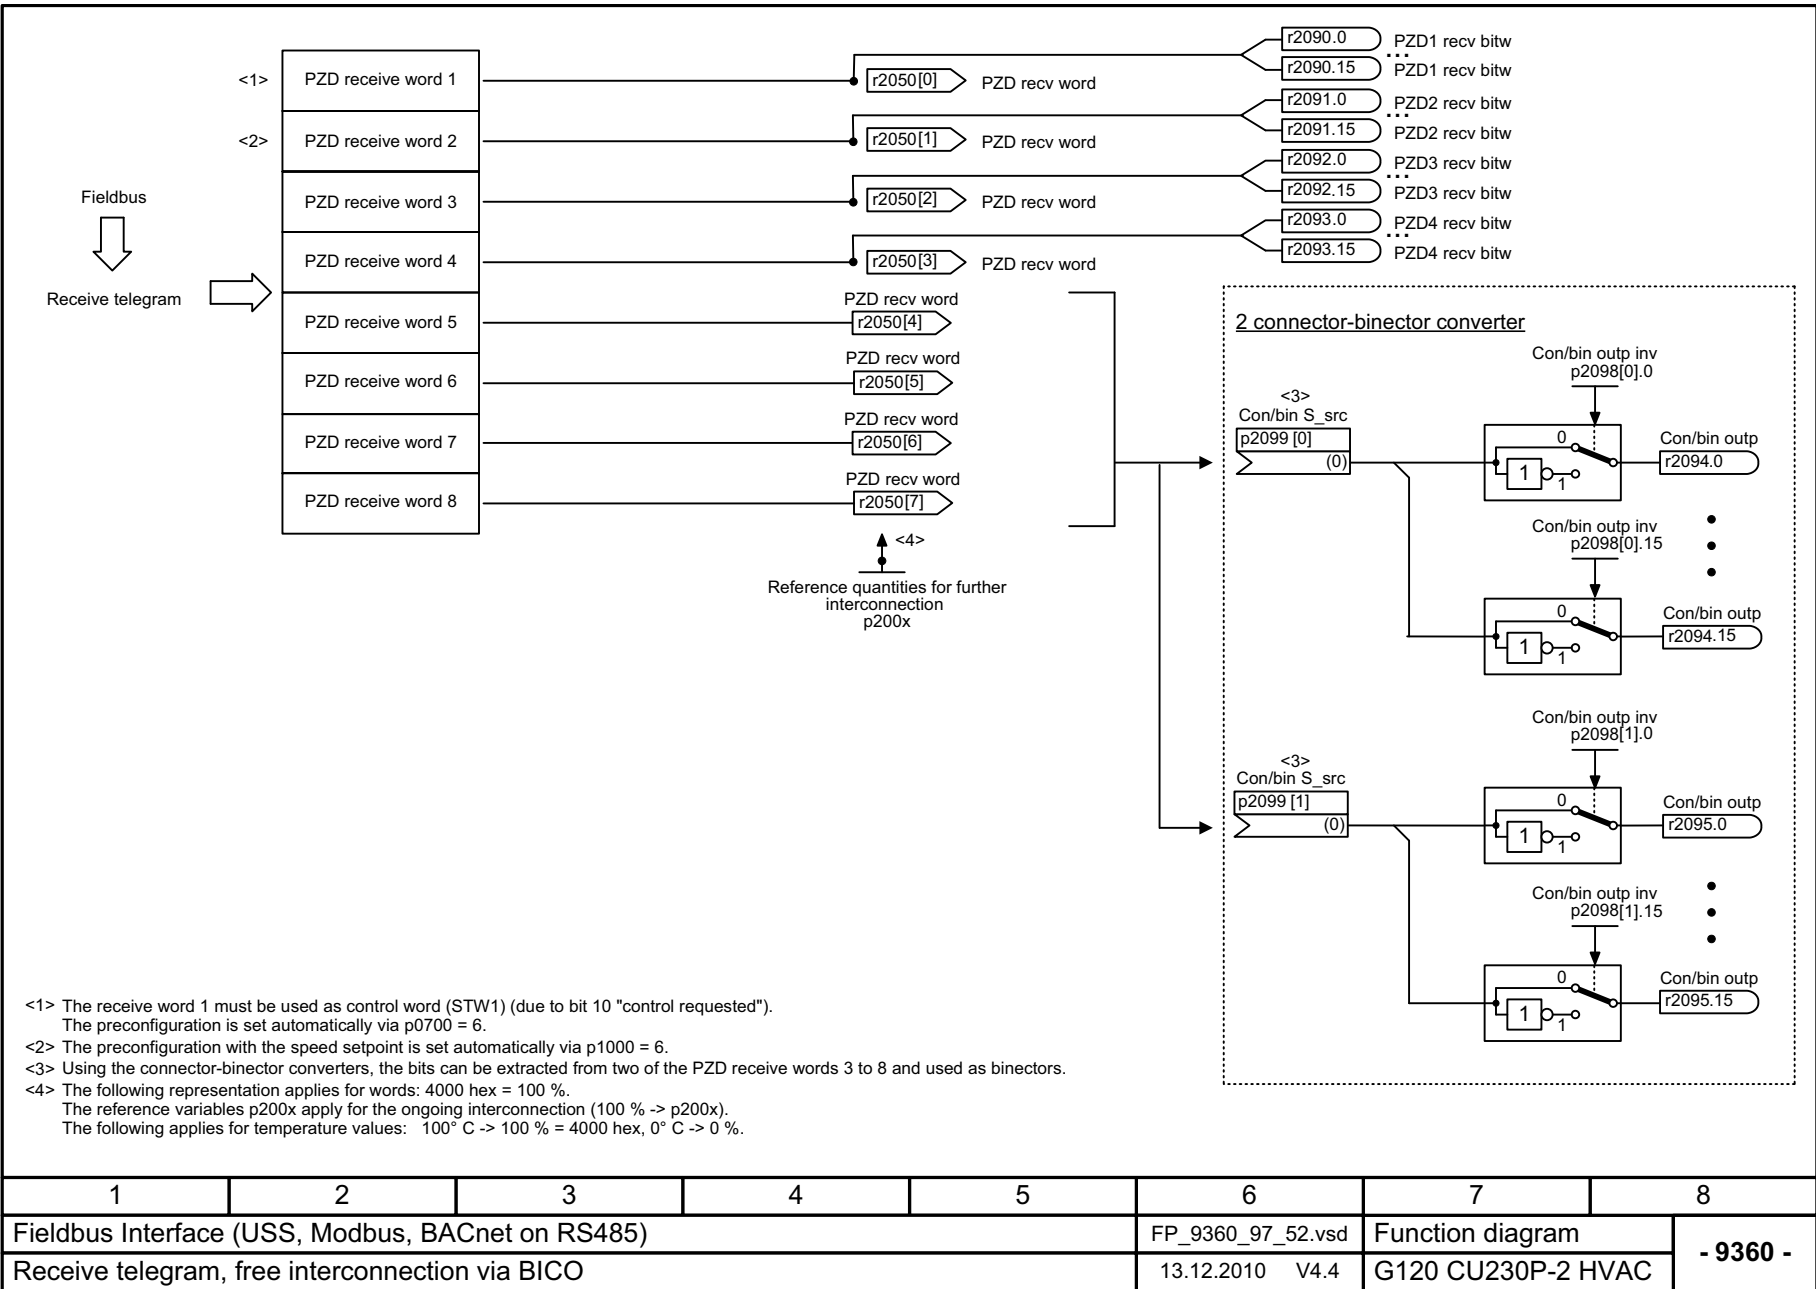 r2090.0
PZD1 recv bitw
...
r2090.15
PZD1 recv bitw
<1>
PZD receive word 1
r2050[0]
PZD recv word
r2091.0
PZD2 recv bitw
...
r2091.15
PZD2 recv bitw
<2>
PZD receive word 2
r2050[1]
PZD recv word
r2092.0
PZD3 recv bitw
...
r2092.15
PZD3 recv bitw
PZD receive word 3
r2050[2]
PZD recv word
r2093.0
PZD4 recv bitw
...
r2093.15
PZD4 recv bitw
PZD receive word 4
r2050[3]
PZD recv word
Fieldbus
Receive telegram
PZD receive word 5
PZD recv word
r2050[4]
PZD receive word 6
PZD recv word
r2050[5]
PZD receive word 7
PZD recv word
r2050[6]
PZD receive word 8
PZD recv word
r2050[7]
<4>
Reference quantities for further
interconnection
p200x
2 connector-binector converter
<3>
Con/bin S_src
p2099 [0]
(0)
Con/bin outp inv
p2098[0].0
0
1
1
Con/bin outp
r2094.0
Con/bin outp inv
p2098[0].15
0
1
1
Con/bin outp
r2094.15
<3>
Con/bin S_src
p2099 [1]
(0)
Con/bin outp inv
p2098[1].0
0
1
1
Con/bin outp
r2095.0
Con/bin outp inv
p2098[1].15
0
1
1
Con/bin outp
r2095.15
<1> The receive word 1 must be used as control word (STW1) (due to bit 10 "control requested").
The preconfiguration is set automatically via p0700 = 6.
<2> The preconfiguration with the speed setpoint is set automatically via p1000 = 6.
<3> Using the connector-binector converters, the bits can be extracted from two of the PZD receive words 3 to 8 and used as binectors.
<4> The following representation applies for words: 4000 hex = 100 %.
The reference variables p200x apply for the ongoing interconnection (100 % -> p200x).
The following applies for temperature values: 100° C -> 100 % = 4000 hex, 0° C -> 0 %.
1 2 3 4 5 6 7 8
Fieldbus Interface (USS, Modbus, BACnet on RS485)
FP_9360_97_52.vsd
Function diagram
- 9360 -
Receive telegram, free interconnection via BICO
13.12.2010 V4.4
G120 CU230P-2 HVAC